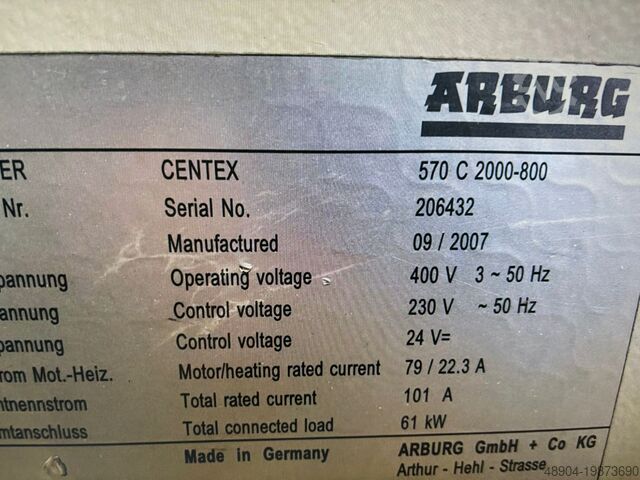 ARBURG
ER CENTEX 570 C 2000-800
Nr. Serial No. 206432
Manufactured 09 / 2007
pannung Operating voltage 400 V 3 ~ 50 Hz
annung Control voltage 230 V ~ 50 Hz
pannung Control voltage 24 V=
rom Mot.-Heiz. Motor/heating rated current 79 / 22.3 A
ntnennstrom Total rated current 101 A
mtanschluss Total connected load 61 kW
Made in Germany ARBURG GmbH + Co KG
Arthur - Hehl - Strasse
48904-19373690